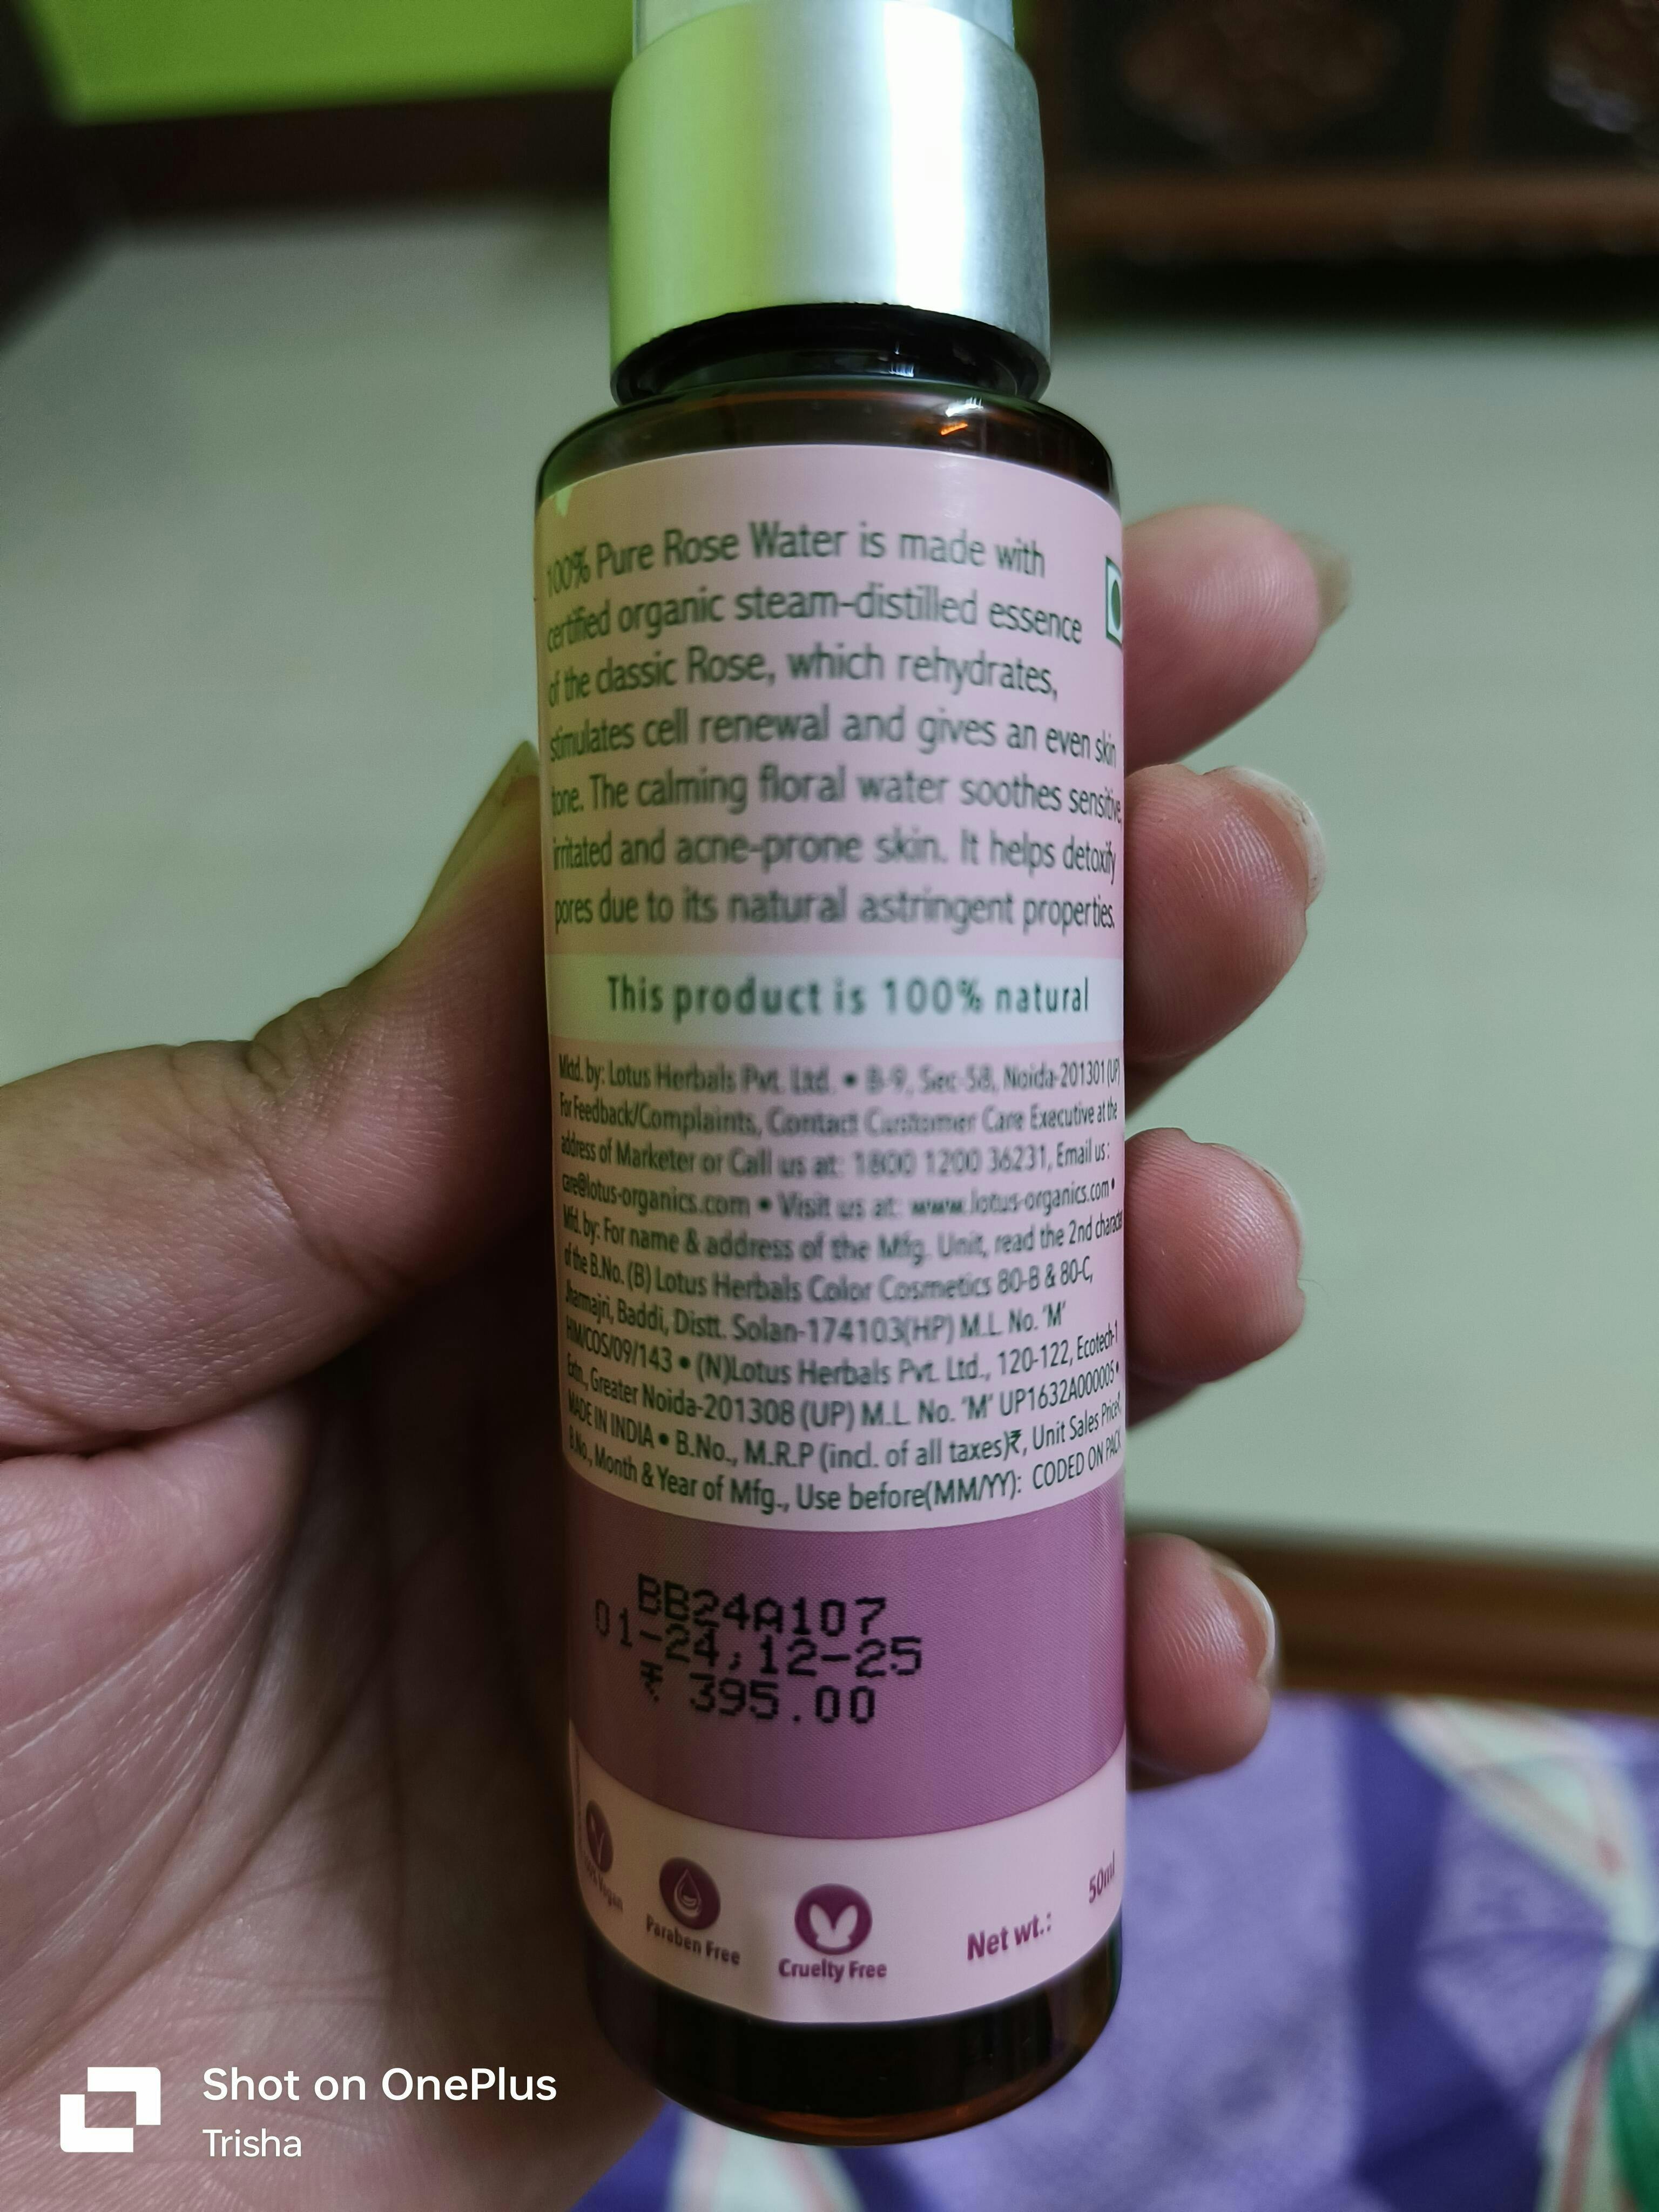 100% Pure Rose Water is made with
certified organic steam-distilled essence
of the classic Rose, which rehydrates,
stimulates cell renewal and gives an even skin
tone. The calming floral water soothes sensitive,
irritated and acne-prone skin. It helps detoxify
pores due to its natural astringent properties.
This product is 100% natural
Mktd. by: Lotus Herbals Pvt. Ltd. • B-9, Sec-58, Noida-201301 (UP)
For Feedback/Complaints, Contact Customer Care Executive at the
address of Marketer or Call us at: 1800 1200 36231, Email us :
care@lotus-organics.com • Visit us at: www.lotus-organics.com •
Mfd. by: For name & address of the Mfg. Unit, read the 2nd character
of the B.No. (B) Lotus Herbals Color Cosmetics 80-B & 80-C,
Jharmajri, Baddi, Distt. Solan-174103(HP) M.L. No. 'M'
HIM/COS/09/143 • (N)Lotus Herbals Pvt. Ltd., 120-122, Ecotech-1
Extn., Greater Noida-201308 (UP) M.L. No. 'M' UP1632A000005 •
MADE IN INDIA • B.No., M.R.P (incl. of all taxes)₹, Unit Sales Price₹,
B.No., Month & Year of Mfg., Use before(MM/YY): CODED ON PACK
BB24A107
01-24,12-25
₹ 395.00
100% Vegan
Paraben Free
Cruelty Free
Net wt.: 50ml
Shot on OnePlus
Trisha